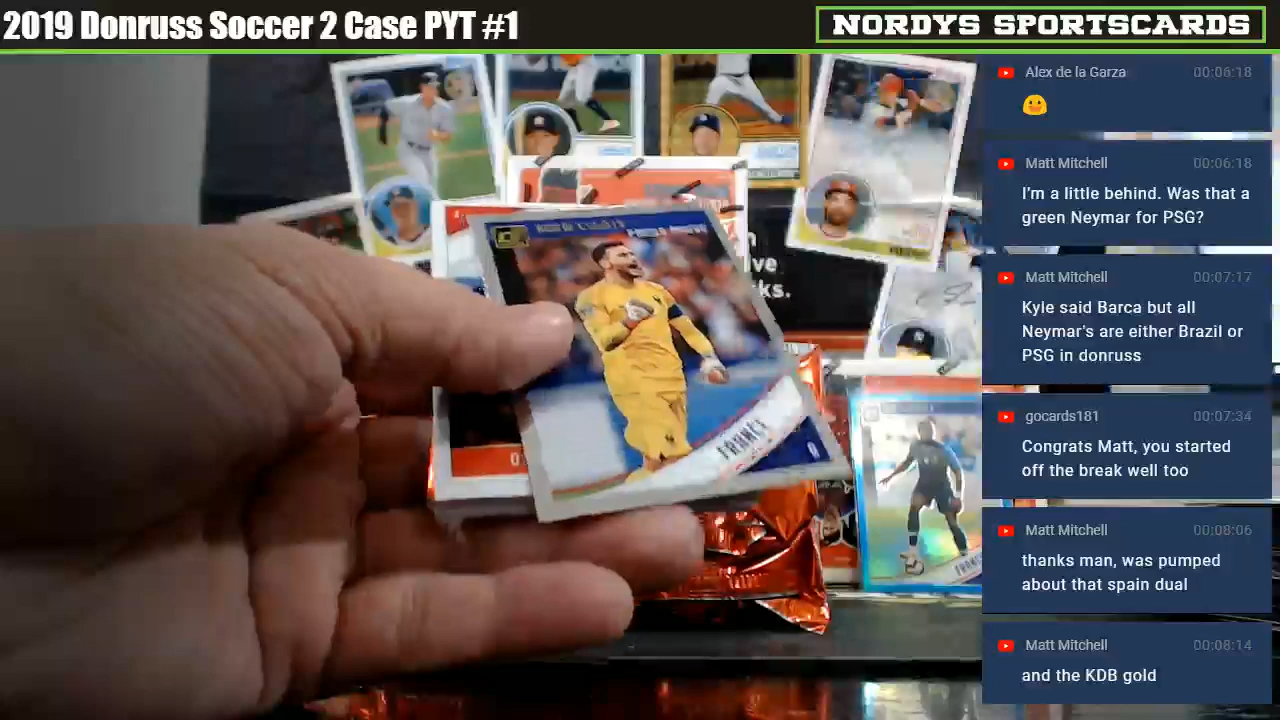 2019 Donruss Soccer 2 Case PYT #1
NORDYS SPORTSCARDS
Alex de la Garza 00:06:18
Matt Mitchell 00:06:18
I'm a little behind. Was that a
green Neymar for PSG?
Matt Mitchell 00:07:17
Kyle said Barca but all
Neymar's are either Brazil or
PSG in donruss
gocards181 00:07:34
Congrats Matt, you started
off the break well too
Matt Mitchell 00:08:06
thanks man, was pumped
about that spain dual
Matt Mitchell 00:08:14
and the KDB gold
FRANCE